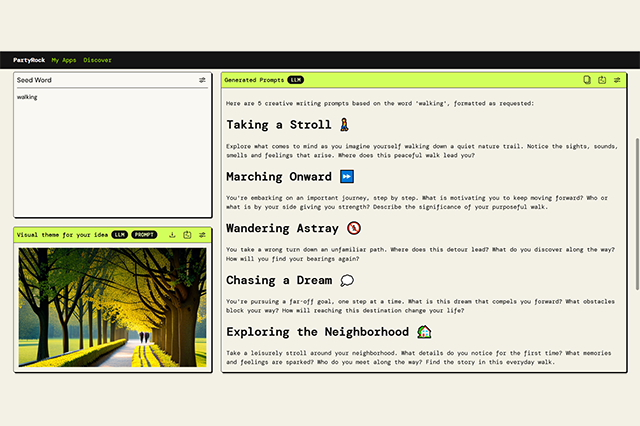 PartyRock My Apps Discover
Seed Word
walking
Visual theme for your idea LLM PROMPT
Generated Prompts LLM
Here are 5 creative writing prompts based on the word 'walking', formatted as requested:
Taking a Stroll
Explore what comes to mind as you imagine yourself walking down a quiet nature trail. Notice the sights, sounds,
smells and feelings that arise. Where does this peaceful walk lead you?
Marching Onward
You're embarking on an important journey, step by step. What is motivating you to keep moving forward? Who or
what is by your side giving you strength? Describe the significance of your purposeful walk.
Wandering Astray
You take a wrong turn down an unfamiliar path. Where does this detour lead? What do you discover along the way?
How will you find your bearings again?
Chasing a Dream
You're pursuing a far-off goal, one step at a time. What is this dream that compels you forward? What obstacles
block your way? How will reaching this destination change your life?
Exploring the Neighborhood
Take a leisurely stroll around your neighborhood. What details do you notice for the first time? What memories
and feelings are sparked? Who do you meet along the way? Find the story in this everyday walk.